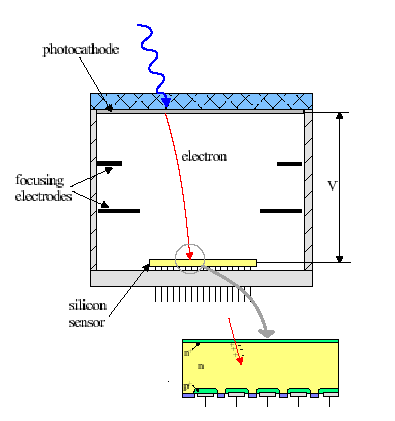 photocathode
electron
focusing
electrodes
V
silicon
sensor
n
n
p